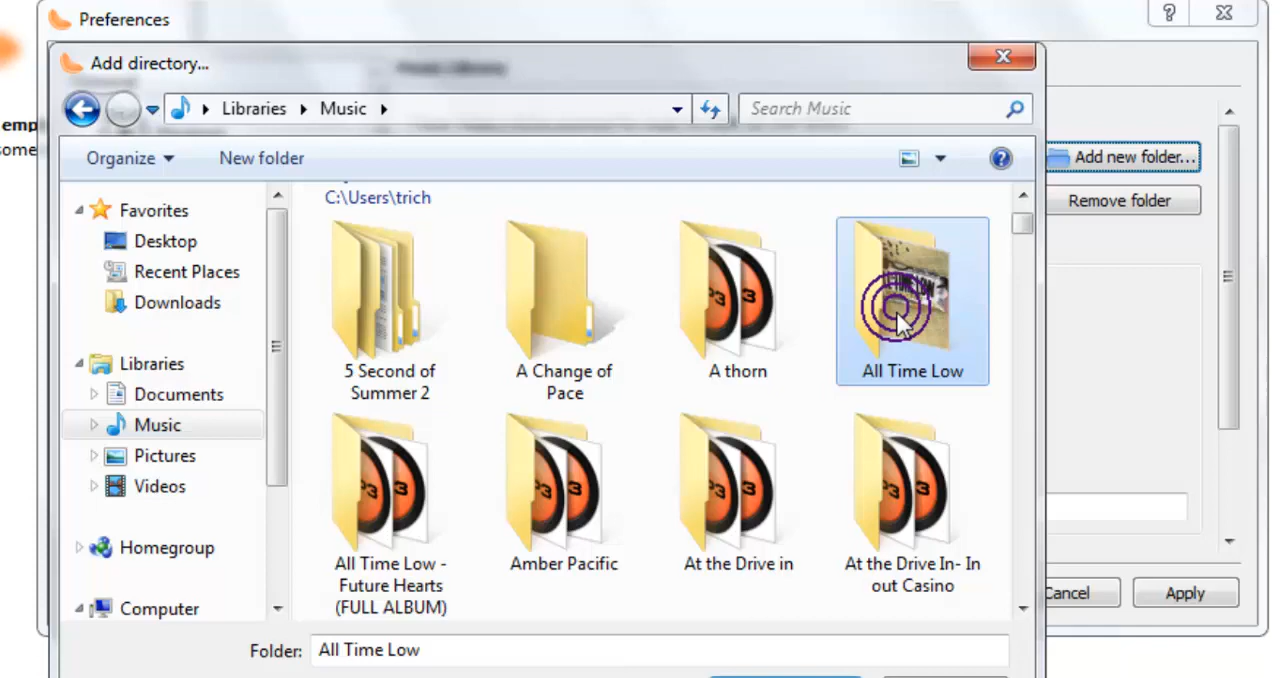 Preferences
Add directory...
Libraries Music
Search Music
emp
some
Organize New folder
Add new folder...
Remove folder
C:\Users\trich
Favorites
Desktop
Recent Places
Downloads
Libraries
Documents
Music
Pictures
Videos
Homegroup
Computer
5 Second of
Summer 2
A Change of
Pace
A thorn
All Time Low
All Time Low -
Future Hearts
(FULL ALBUM)
Amber Pacific
At the Drive in
At the Drive In- In
out Casino
Cancel
Apply
Folder: All Time Low